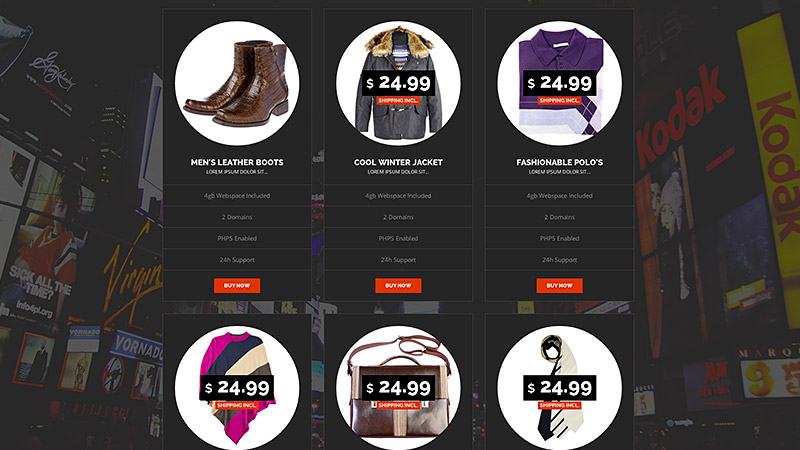 $ 24.99
SHIPPING INCL.
$ 24.99
SHIPPING INCL.
MEN'S LEATHER BOOTS
LOREM IPSUM DOLOR SIT...
COOL WINTER JACKET
LOREM IPSUM DOLOR SIT...
FASHIONABLE POLO'S
LOREM IPSUM DOLOR SIT...
4gb Webspace Included
4gb Webspace Included
4gb Webspace Included
2 Domains
2 Domains
2 Domains
PHP5 Enabled
PHP5 Enabled
PHP5 Enabled
24h Support
24h Support
24h Support
BUY NOW
BUY NOW
BUY NOW
$ 24.99
SHIPPING INCL.
$ 24.99
SHIPPING INCL.
$ 24.99
SHIPPING INCL.
Kodak
Kodak
Virgin
SICK ALL THE
TIME?
info4pi.org
VORNADO
VORNADO